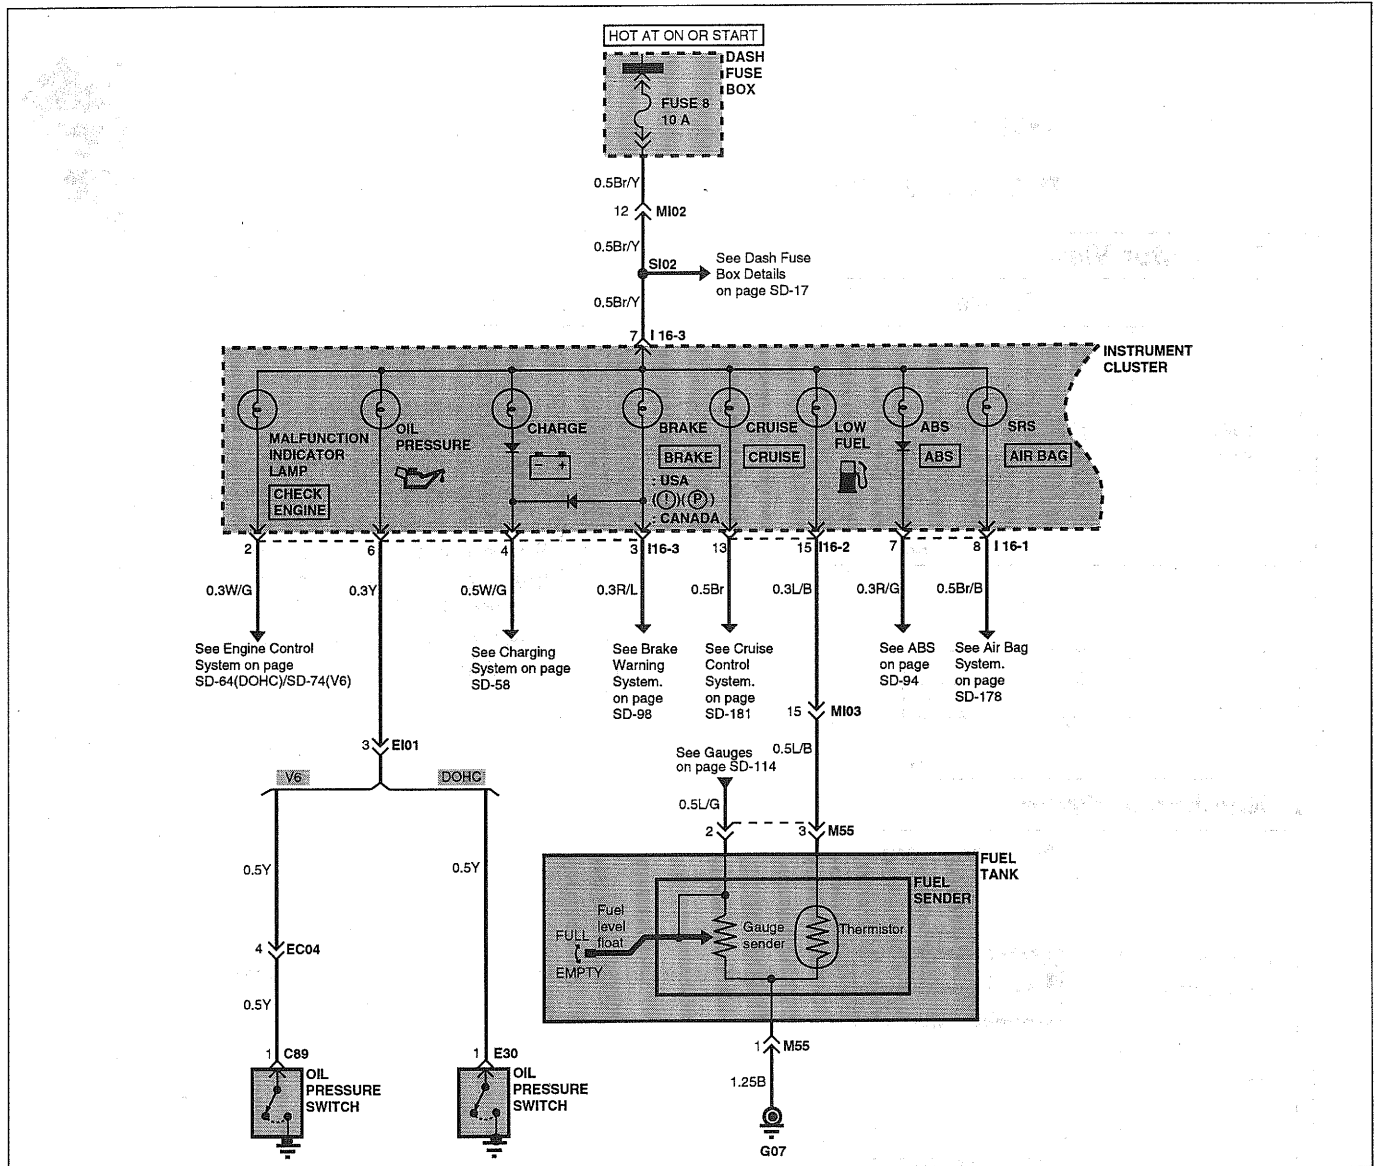 HOT AT ON OR START
DASH
FUSE
BOX
FUSE 8
10 A
0.5Br/Y
12 MI02
0.5Br/Y
SI02
See Dash Fuse
Box Details
on page SD-17
0.5Br/Y
7 I 16-3
INSTRUMENT
CLUSTER
MALFUNCTION
INDICATOR
LAMP
CHECK
ENGINE
OIL
PRESSURE
CHARGE
- +
BRAKE
BRAKE
: USA
(!)(P)
: CANADA
CRUISE
CRUISE
LOW
FUEL
ABS
ABS
SRS
AIR BAG
2 6 4 3 I16-3 13 15 I16-2 7 8 I 16-1
0.3W/G 0.3Y 0.5W/G 0.3R/L 0.5Br 0.3L/B 0.3R/G 0.5Br/B
See Engine Control
System on page
SD-64(DOHC)/SD-74(V6)
See Charging
System on page
SD-58
See Brake
Warning
System.
on page
SD-98
See Cruise
Control
System.
on page
SD-181
See ABS
on page
SD-94
See Air Bag
System.
on page
SD-178
15 MI03
3 EI01
See Gauges
on page SD-114
0.5L/B
V6
DOHC
0.5L/G
2 3 M55
0.5Y
0.5Y
FUEL
TANK
FUEL
SENDER
Fuel
level
float
FULL
EMPTY
Gauge
sender
Thermistor
4 EC04
0.5Y
1 C89
OIL
PRESSURE
SWITCH
1 E30
OIL
PRESSURE
SWITCH
1 M55
1.25B
G07